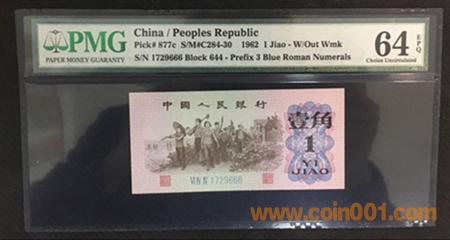 PMG
PAPER MONEY GUARANTY
China / Peoples Republic
Pick# 877c S/M#C284-30 1962 1 Jiao - W/Out Wmk
S/N 1729666 Block 644 - Prefix 3 Blue Roman Numerals
64 EPQ
Choice Uncirculated
中国人民银行
壹角
1
YI
JIAO
1729666
www.coin001.com